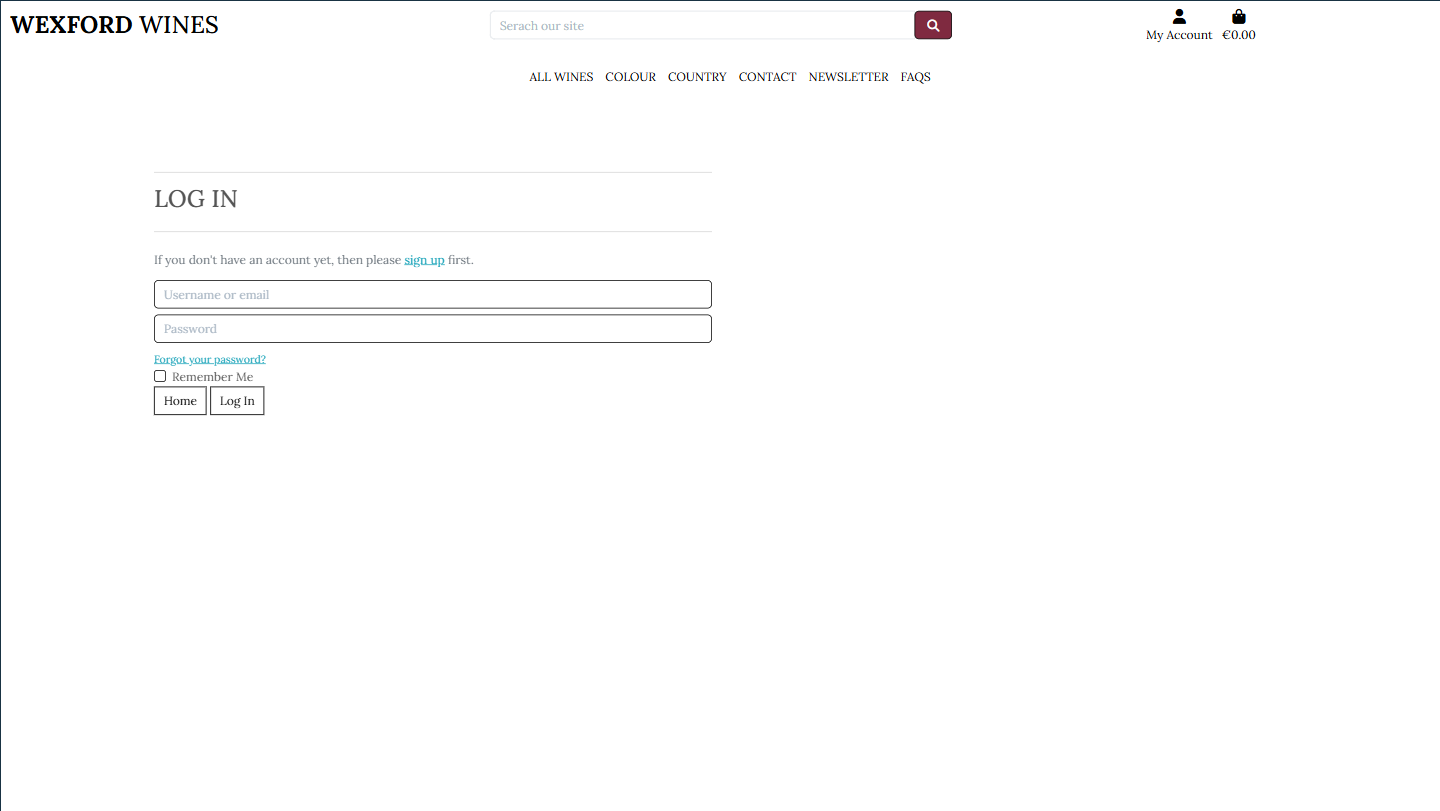 WEXFORD WINES
Serach our site
My Account €0.00
ALL WINES COLOUR COUNTRY CONTACT NEWSLETTER FAQS
LOG IN
If you don't have an account yet, then please sign up first.
Username or email
Password
Forgot your password?
Remember Me
Home Log In